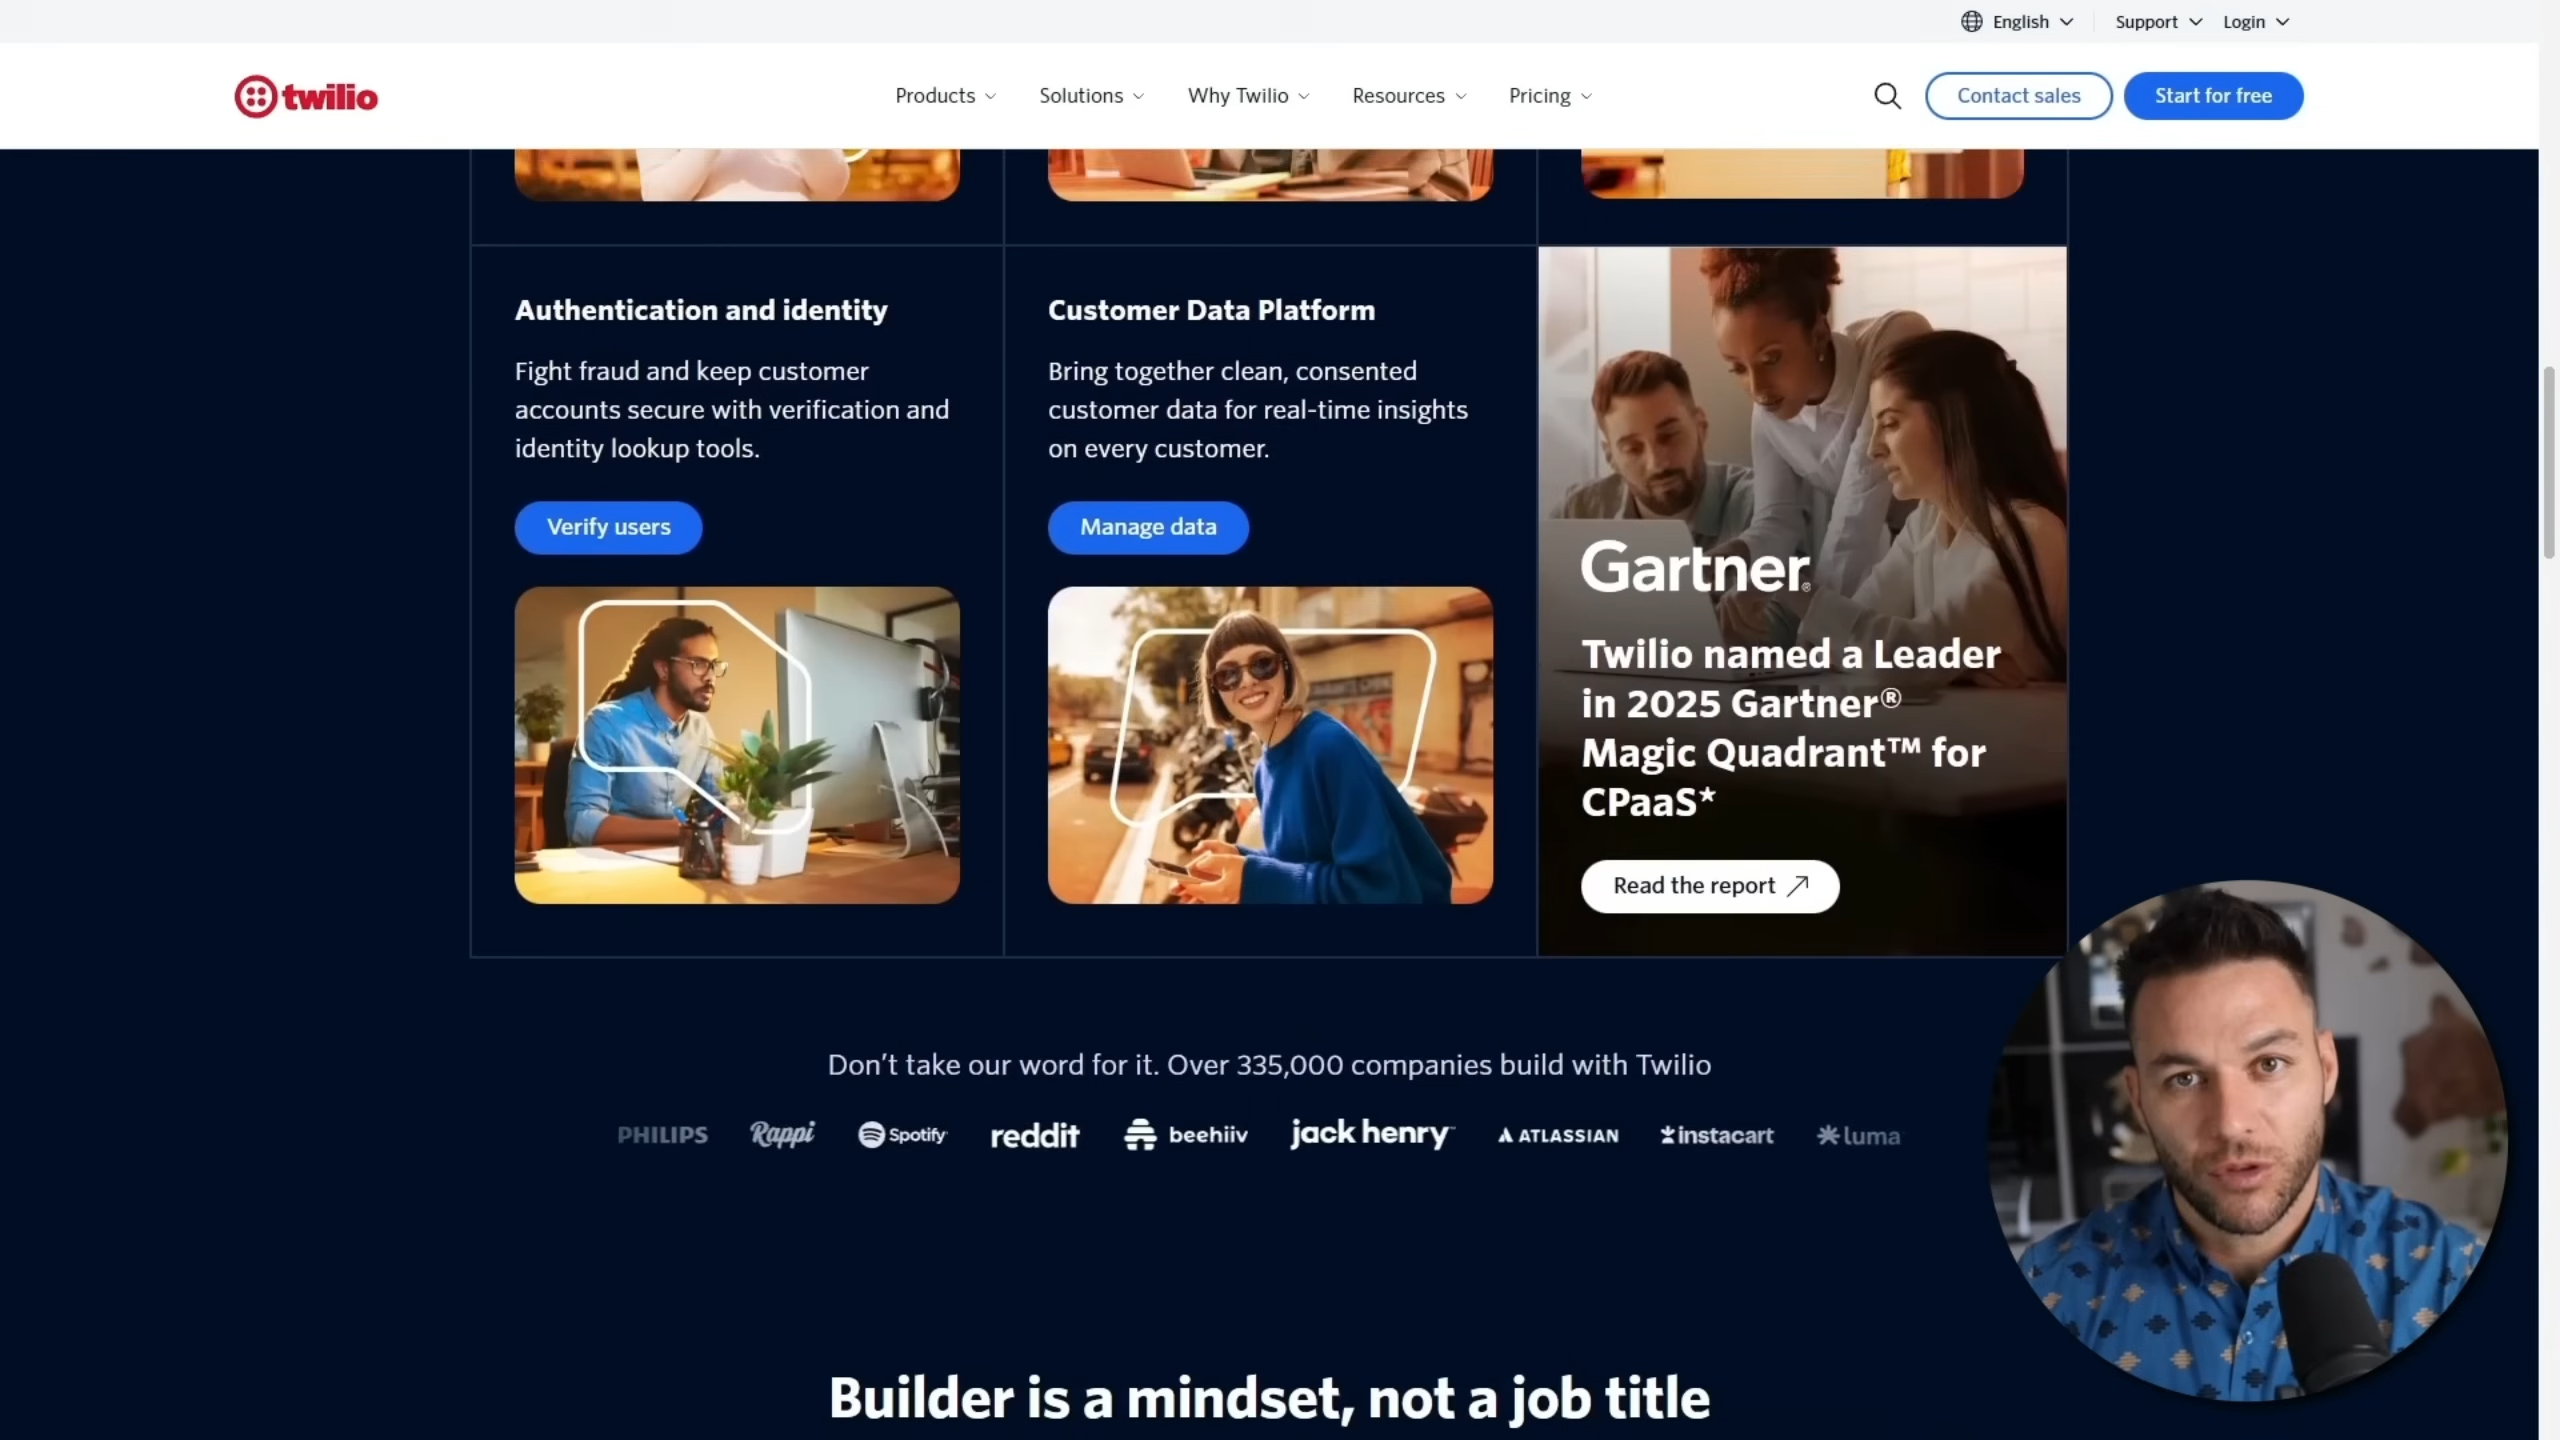 English
Support
Login
twilio
Products
Solutions
Why Twilio
Resources
Pricing
Contact sales
Start for free
Authentication and identity
Fight fraud and keep customer
accounts secure with verification and
identity lookup tools.
Verify users
Customer Data Platform
Bring together clean, consented
customer data for real-time insights
on every customer.
Manage data
Gartner®
Twilio named a Leader
in 2025 Gartner®
Magic Quadrant™ for
CPaaS*
Read the report
Don’t take our word for it. Over 335,000 companies build with Twilio
PHILIPS
Rappi
Spotify
reddit
beehiiv
jack henry™
ATLASSIAN
instacart
luma
Builder is a mindset, not a job title